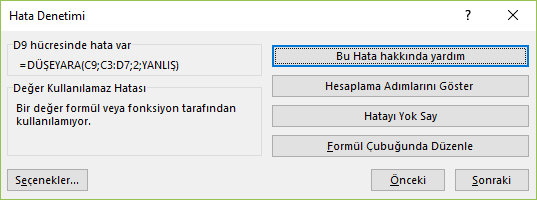 Hata Denetimi
D9 hücresinde hata var
=DÜŞEYARA(C9;C3:D7;2;YANLIŞ)
Değer Kullanılamaz Hatası
Bir değer formül veya fonksiyon tarafından
kullanılamıyor.
Bu Hata hakkında yardım
Hesaplama Adımlarını Göster
Hatayı Yok Say
Formül Çubuğunda Düzenle
Seçenekler...
Önceki
Sonraki